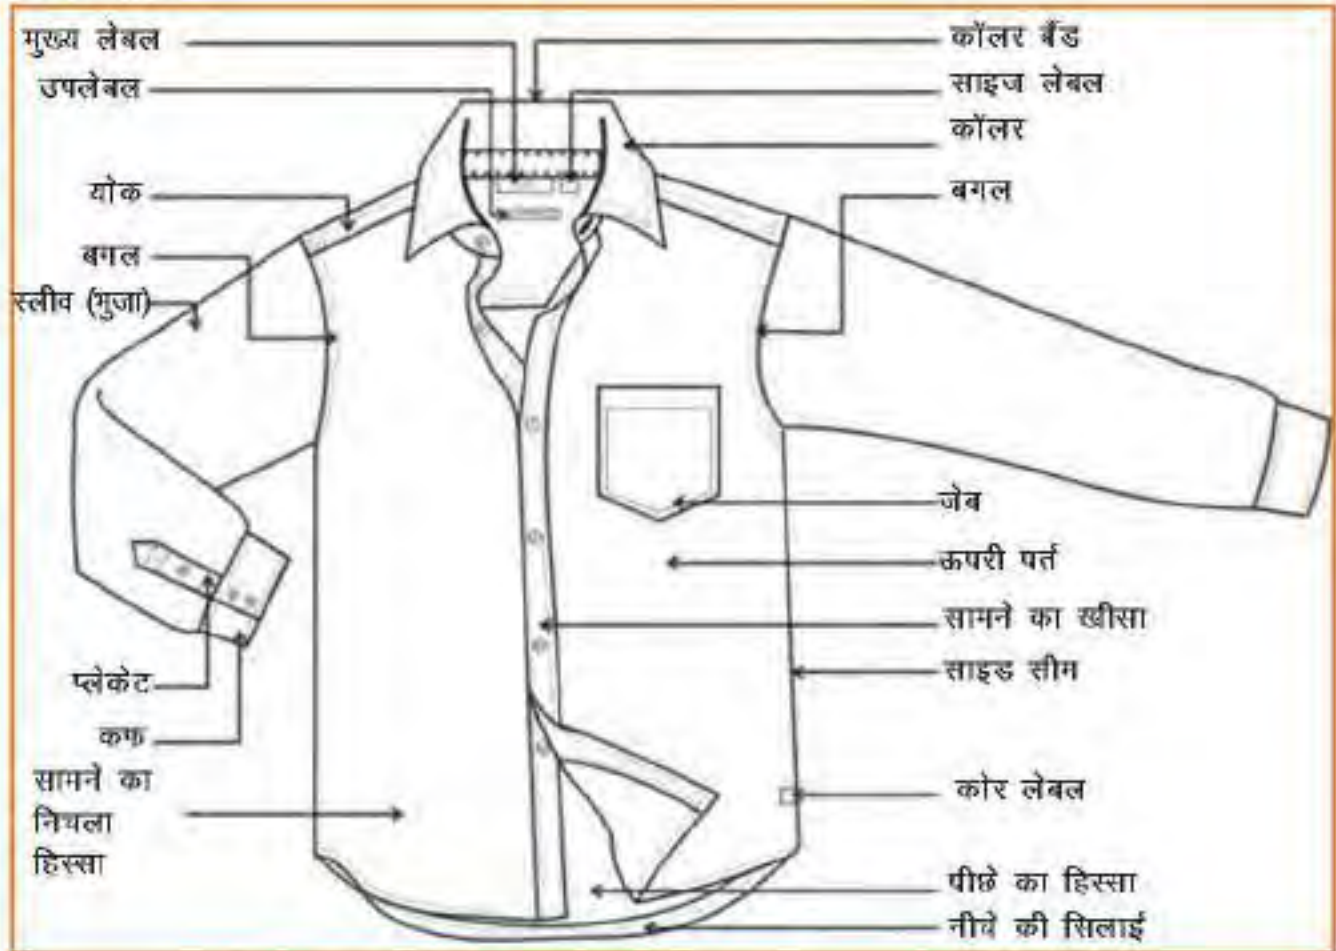 मुख्य लेबल
उपलेबल
योक
बगल
स्लीव (भुजा)
प्लेकेट
कफ
सामने का
निचला
हिस्सा
कॉलर बैंड
साइज लेबल
कॉलर
बगल
जेब
ऊपरी पर्त
सामने का खीसा
साइड सीम
कोर लेबल
पीछे का हिस्सा
नीचे की सिलाई